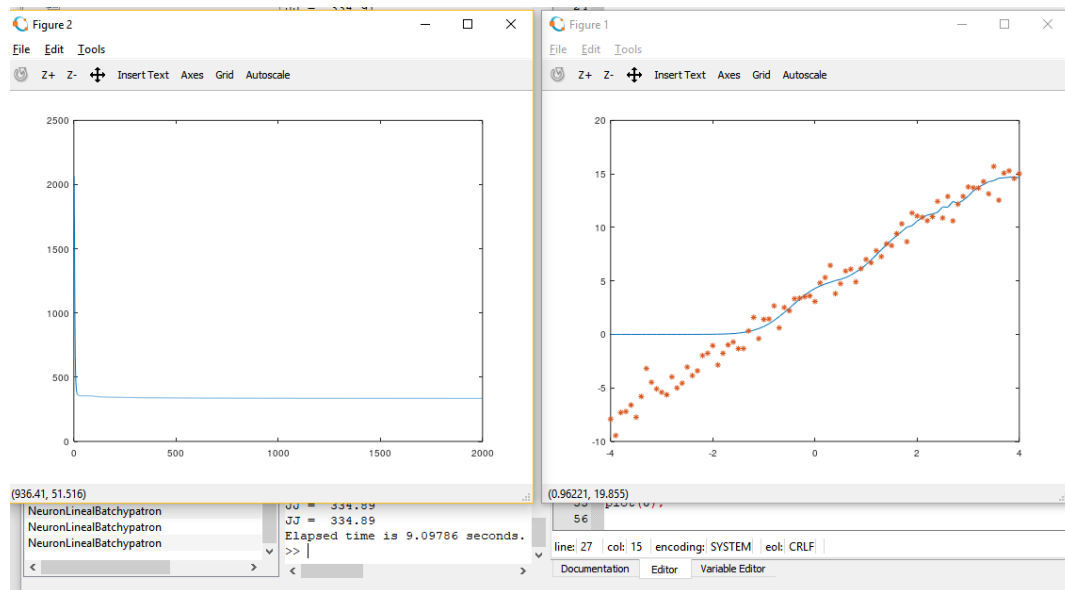 JJ = 334.91
Figure 2
File Edit Tools
Z+ Z- Insert Text Axes Grid Autoscale
2500
2000
1500
1000
500
0
0 500 1000 1500 2000
(936.41, 51.516)
Figure 1
File Edit Tools
Z+ Z- Insert Text Axes Grid Autoscale
20
15
10
5
0
-5
-10
-4 -2 0 2 4
(0.96221, 19.855)
NeuronLinealBatchypatron
NeuronLinealBatchypatron
NeuronLinealBatchypatron
JJ = 334.89
JJ = 334.89
Elapsed time is 9.09786 seconds.
>>
56
line: 27 col: 15 encoding: SYSTEM eol: CRLF
Documentation Editor Variable Editor